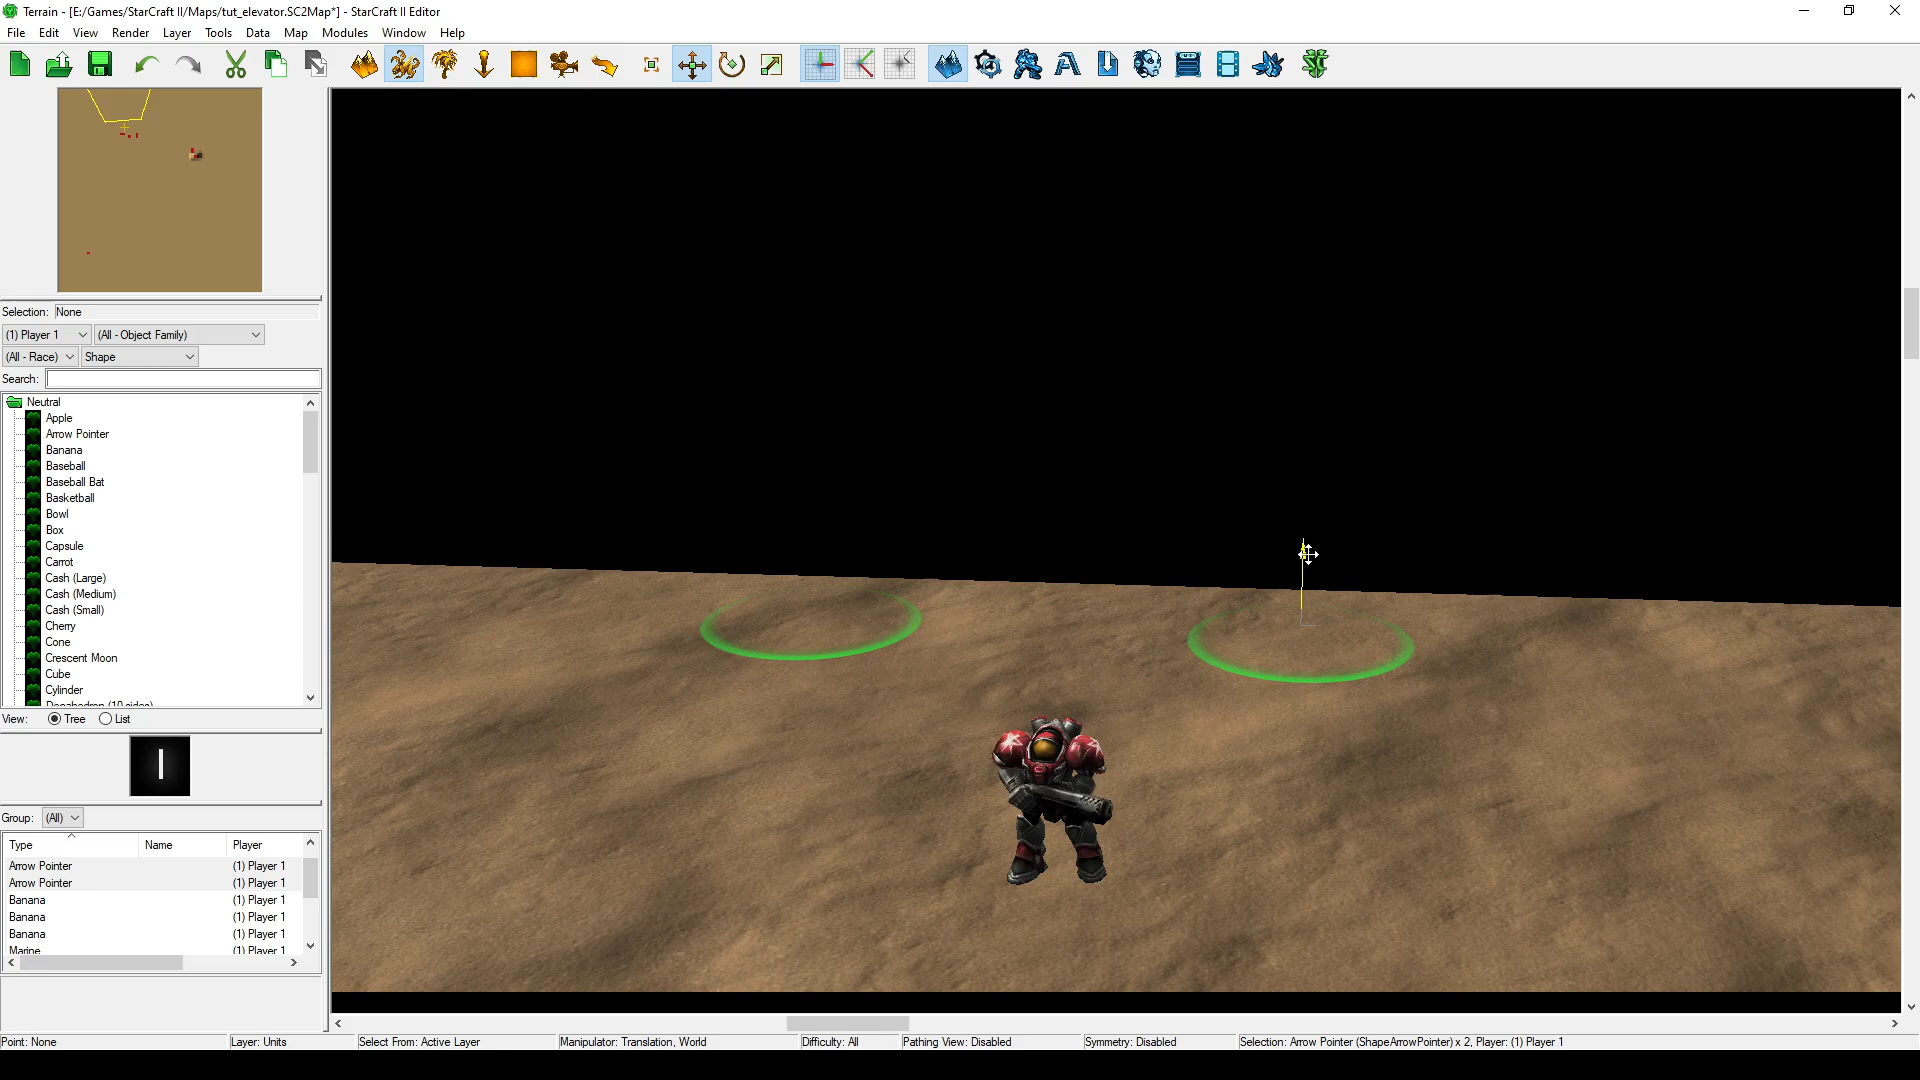 Terrain - [E:/Games/StarCraft II/Maps/tut_elevator.SC2Map*] - StarCraft II Editor
File Edit View Render Layer Tools Data Map Modules Window Help
Selection: None
(1) Player 1 (All - Object Family)
(All - Race) Shape
Search:
Neutral
Apple
Arrow Pointer
Banana
Baseball
Baseball Bat
Basketball
Bowl
Box
Capsule
Carrot
Cash (Large)
Cash (Medium)
Cash (Small)
Cherry
Cone
Crescent Moon
Cube
Cylinder
View: Tree List
Group: (All)
Type Name Player
Arrow Pointer (1) Player 1
Arrow Pointer (1) Player 1
Banana (1) Player 1
Banana (1) Player 1
Banana (1) Player 1
Marine (1) Player 1
Point: None Layer: Units Select From: Active Layer Manipulator: Translation, World Difficulty: All Pathing View: Disabled Symmetry: Disabled Selection: Arrow Pointer (ShapeArrowPointer) x 2, Player: (1) Player 1